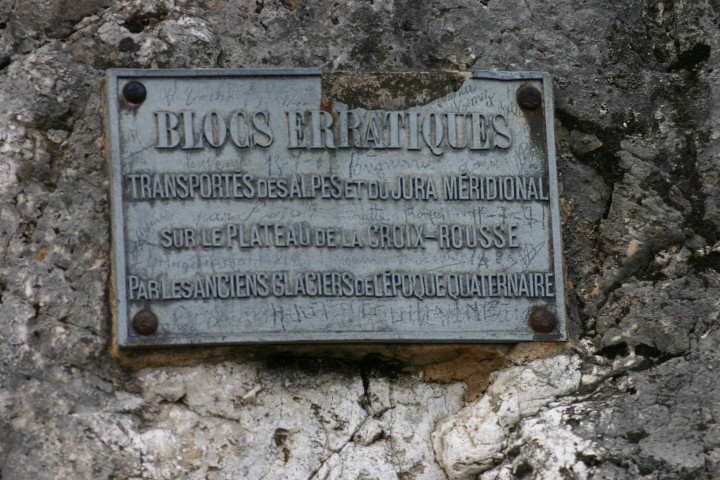 BLOCS ERRATIQUES
TRANSPORTÉS DES ALPES ET DU JURA MÉRIDIONAL
SUR LE PLATEAU DE LA CROIX-ROUSSE
PAR LES ANCIENS GLACIERS DE L'ÉPOQUE QUATERNAIRE